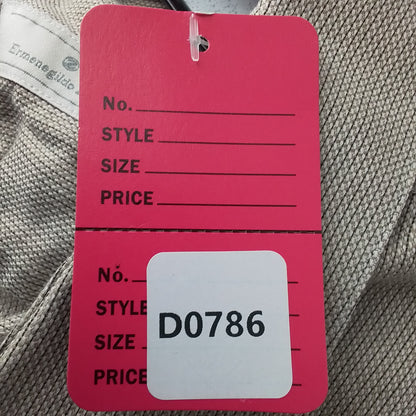 Ermenegildo
No.
STYLE
SIZE
PRICE
No.
STYLE
SIZE
PRICE
D0786